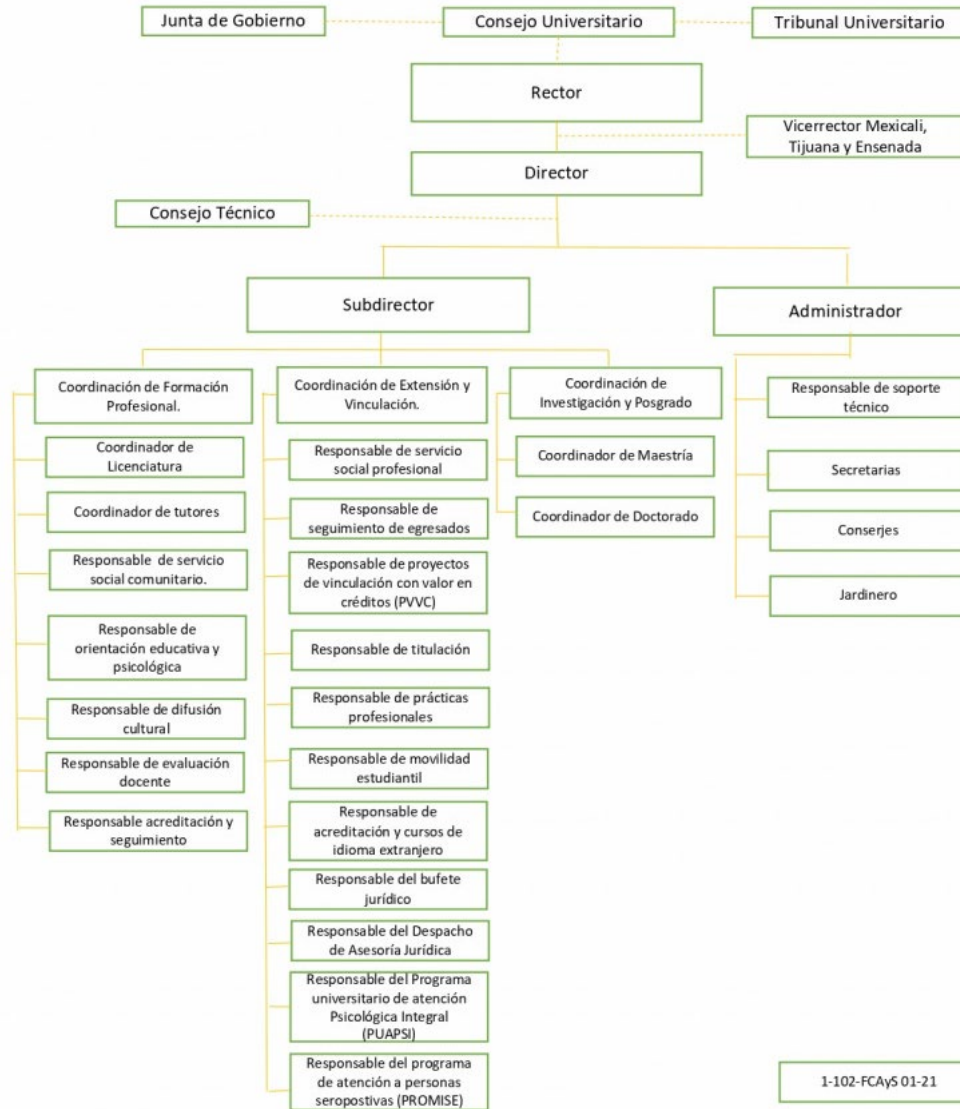 Junta de Gobierno
Consejo Universitario
Tribunal Universitario
Rector
Vicerrector Mexicali,
Tijuana y Ensenada
Director
Consejo Técnico
Subdirector
Administrador
Coordinación de Formación
Profesional.
Coordinador de
Licenciatura
Coordinador de tutores
Responsable de servicio
social comunitario.
Responsable de
orientación educativa y
psicológica
Responsable de difusión
cultural
Responsable de evaluación
docente
Responsable acreditación y
seguimiento
Coordinación de Extensión y
Vinculación.
Responsable de servicio
social profesional
Responsable de
seguimiento de egresados
Responsable de proyectos
de vinculación con valor en
créditos (PVVC)
Responsable de titulación
Responsable de prácticas
profesionales
Responsable de movilidad
estudiantil
Responsable de
acreditación y cursos de
idioma extranjero
Responsable del bufete
jurídico
Responsable del Despacho
de Asesoría Jurídica
Responsable del Programa
universitario de atención
Psicológica Integral
(PUAPSI)
Responsable del programa
de atención a personas
seropostivas (PROMISE)
Coordinación de
Investigación y Posgrado
Coordinador de Maestría
Coordinador de Doctorado
Responsable de soporte
técnico
Secretarias
Conserjes
Jardinero
1-102-FCAyS 01-21